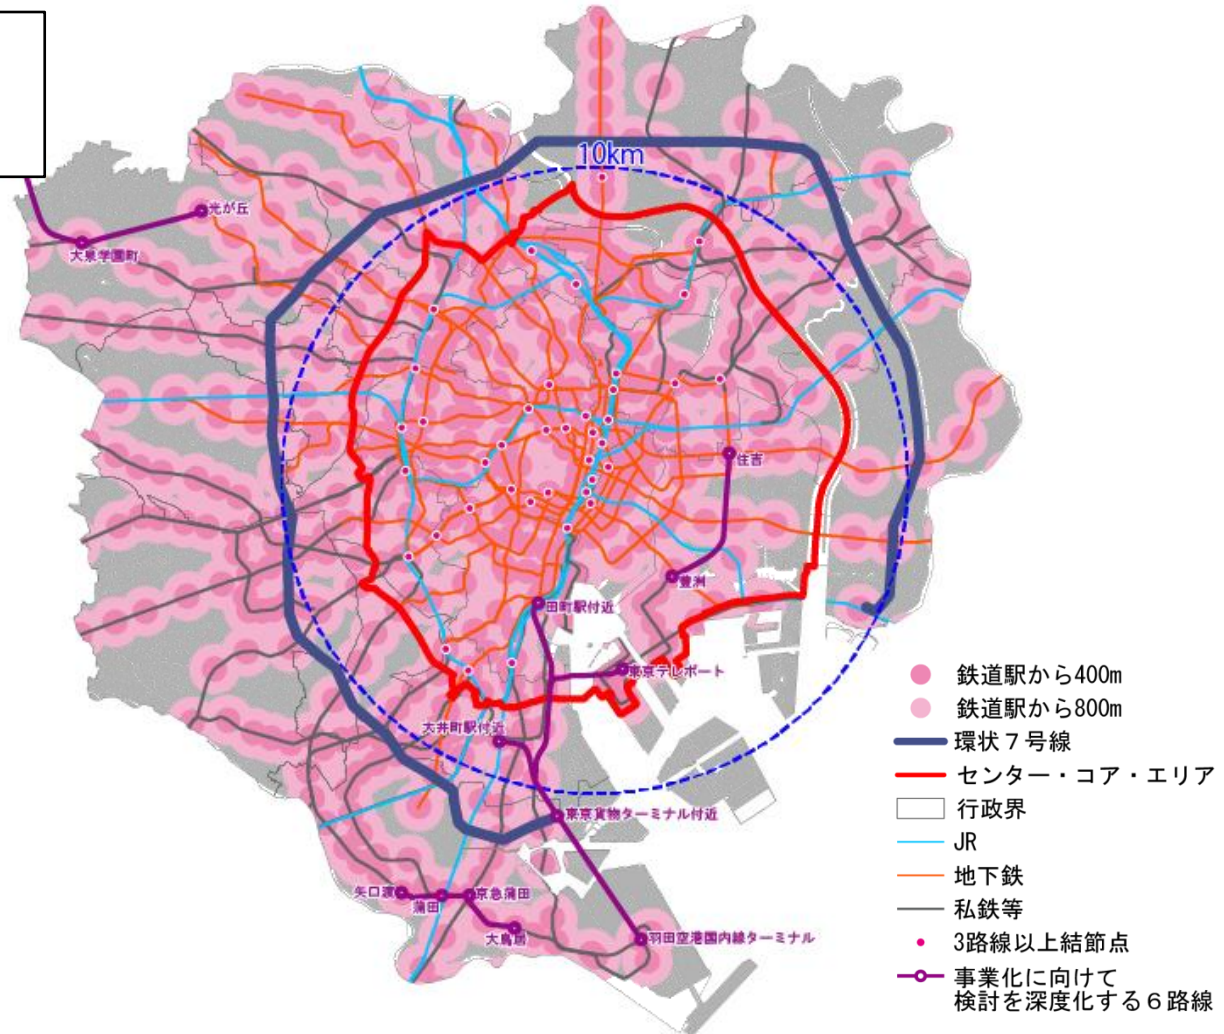 10km
光が丘
大泉学園町
住吉
豊洲
田町駅付近
東京テレポート
大井町駅付近
東京貨物ターミナル付近
矢口渡
蒲田
京急蒲田
大鳥居
羽田空港国内線ターミナル
鉄道駅から400m
鉄道駅から800m
環状７号線
センター・コア・エリア
行政界
JR
地下鉄
私鉄等
3路線以上結節点
事業化に向けて
検討を深度化する６路線